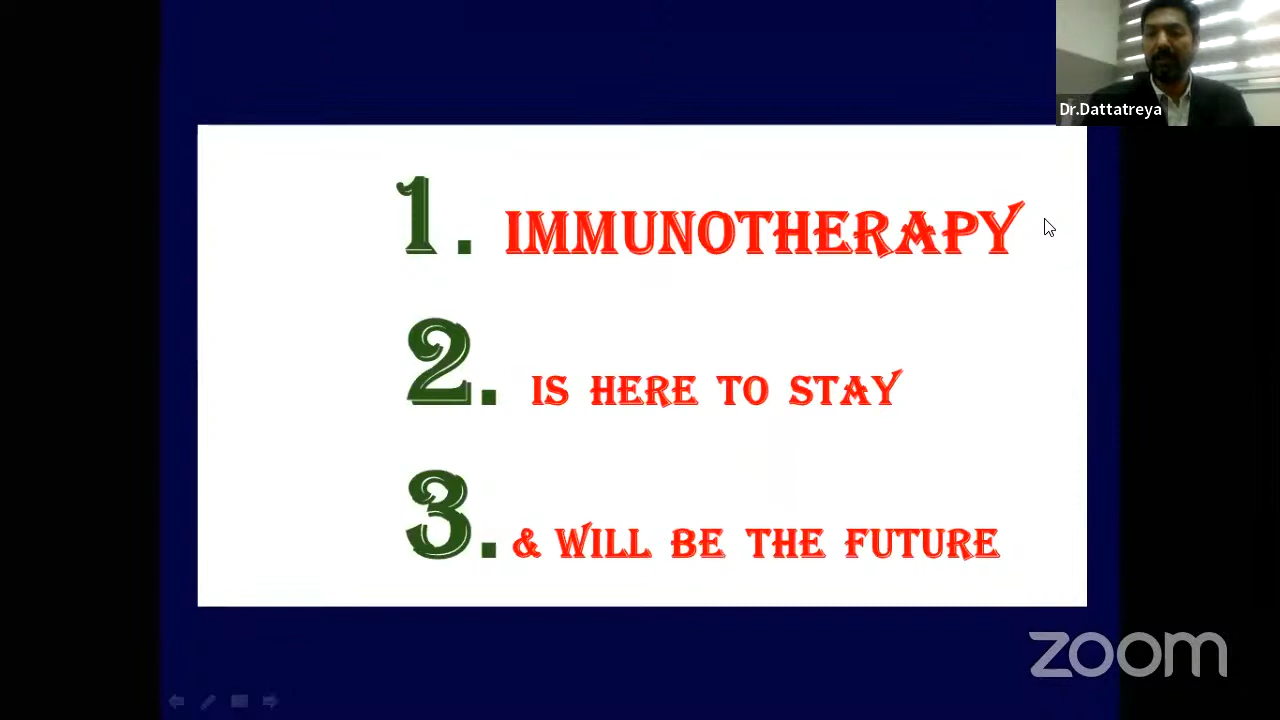 Dr.Dattatreya
1. IMMUNOTHERAPY
2. IS HERE TO STAY
3. & WILL BE THE FUTURE
zoom